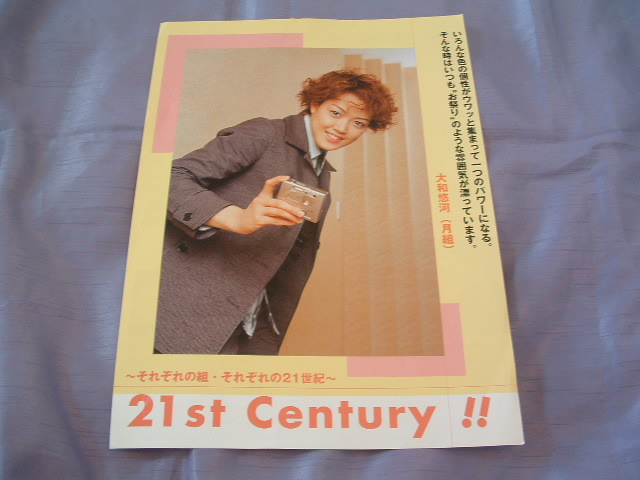 いろんな色の個性がウワッと集まって一つのパワーになる。
そんな時はいつも“お祭り”のような雰囲気が漂っています。
大和悠河（月組）
～それぞれの組・それぞれの21世紀～
21st Century !!